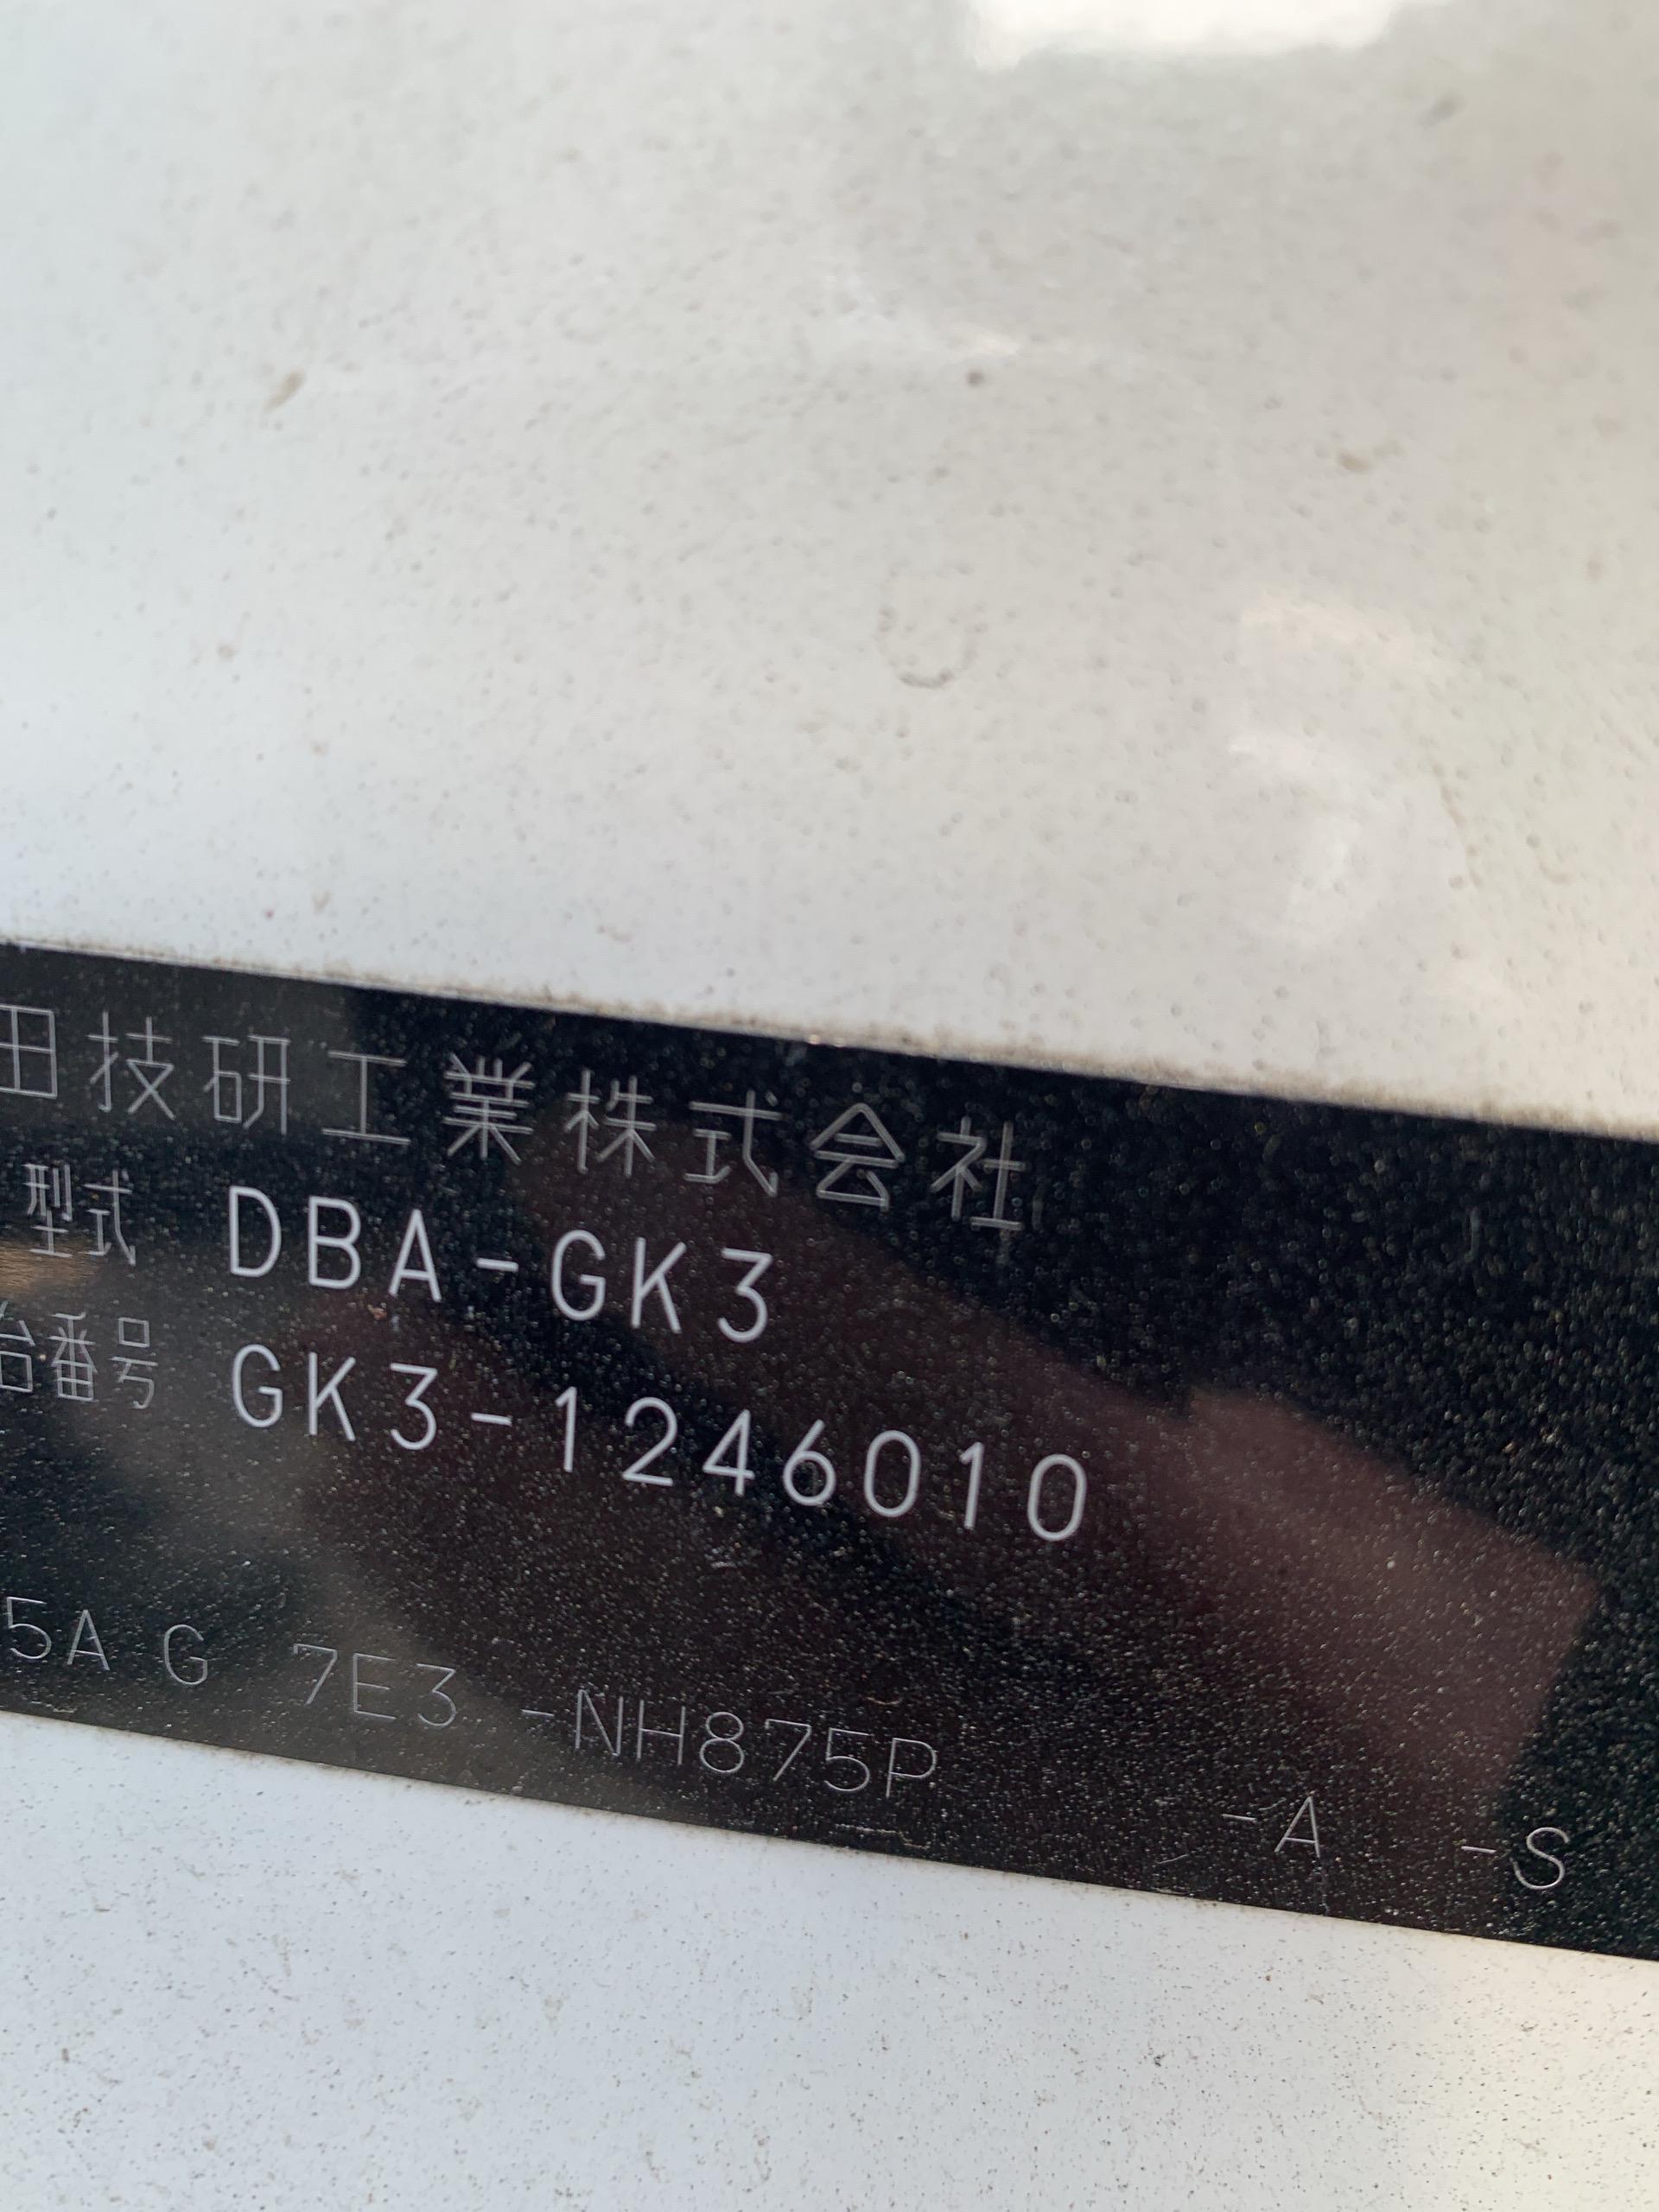 田技研工業株式会社
型式 DBA-GK3
台番号 GK3-1246010
5A G 7E3 -NH875P -A -S